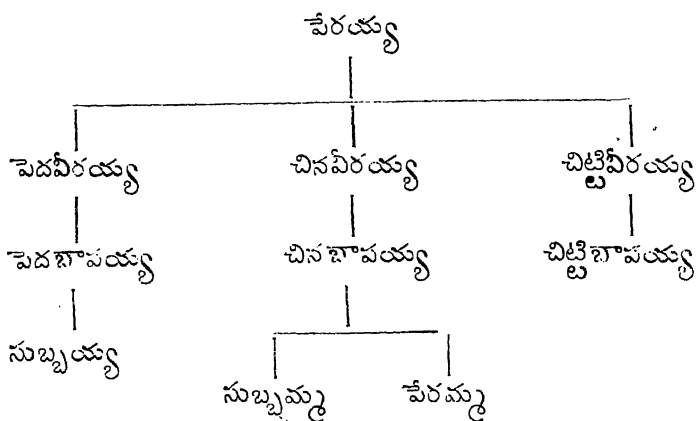 పేరయ్య
పెదవీరయ్య చినవీరయ్య చిట్టివీరయ్య
పెదబాపయ్య చినబాపయ్య చిట్టిబాపయ్య
సుబ్బయ్య
సుబ్బమ్మ పేరమ్మ